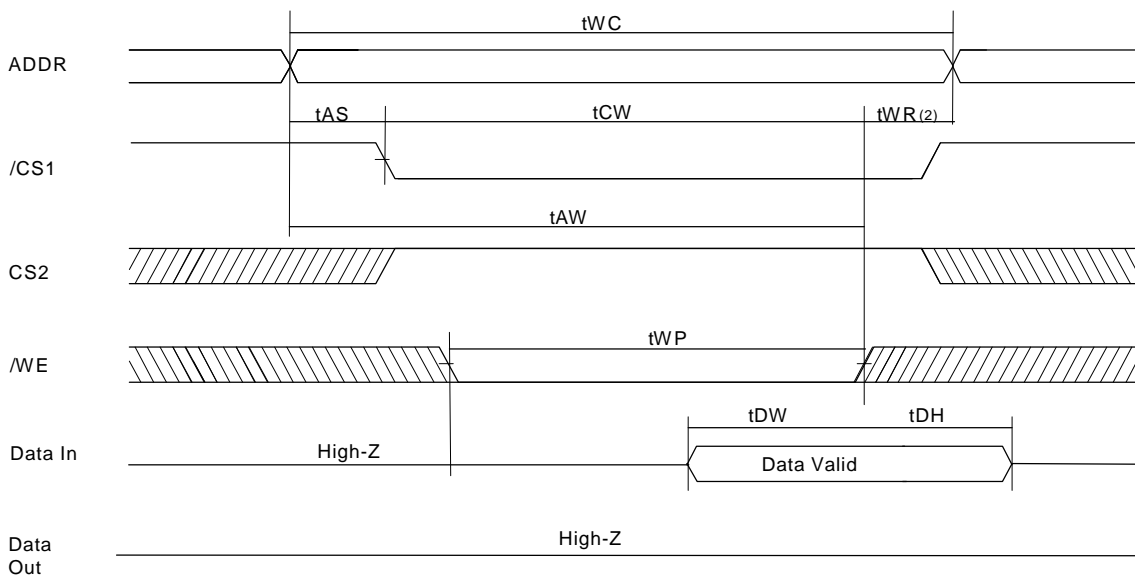 tWC
ADDR
tAS tCW tWR(2)
/CS1
tAW
CS2
tWP
/WE
tDW tDH
Data In High-Z Data Valid
Data
Out
High-Z